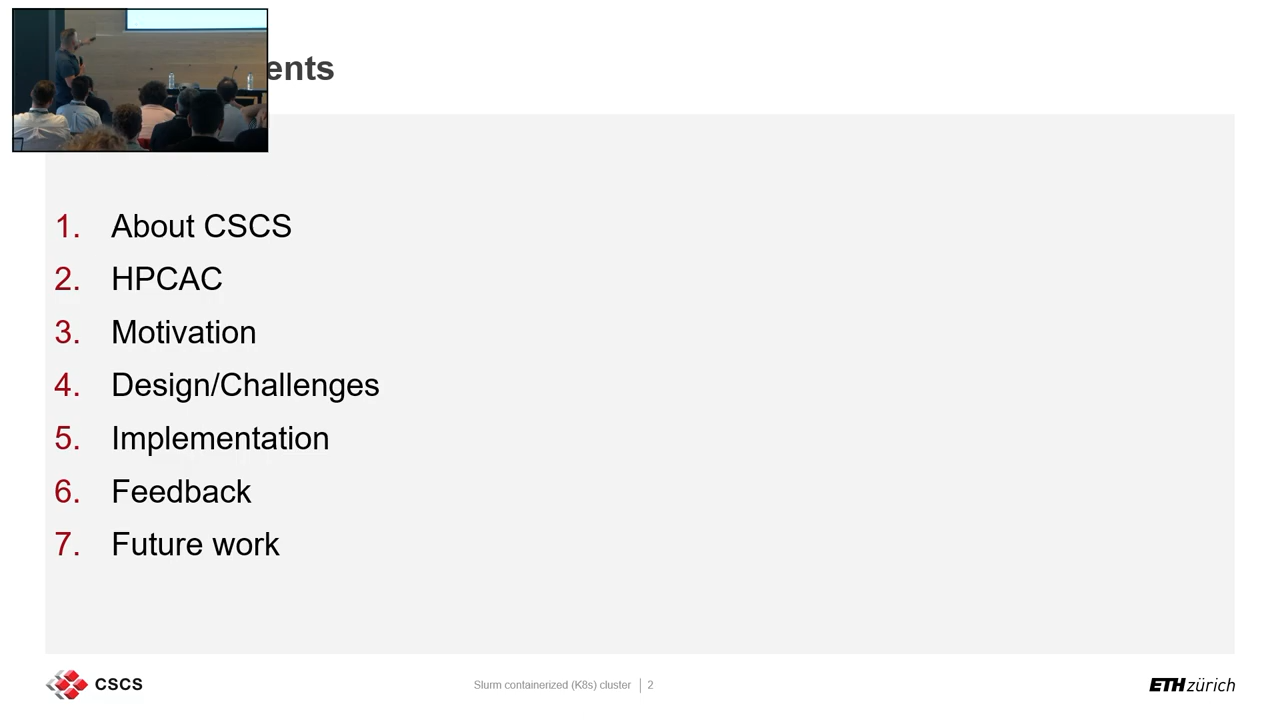 ents
1. About CSCS
2. HPCAC
3. Motivation
4. Design/Challenges
5. Implementation
6. Feedback
7. Future work
CSCS
Slurm containerized (K8s) cluster | 2
ETH zürich